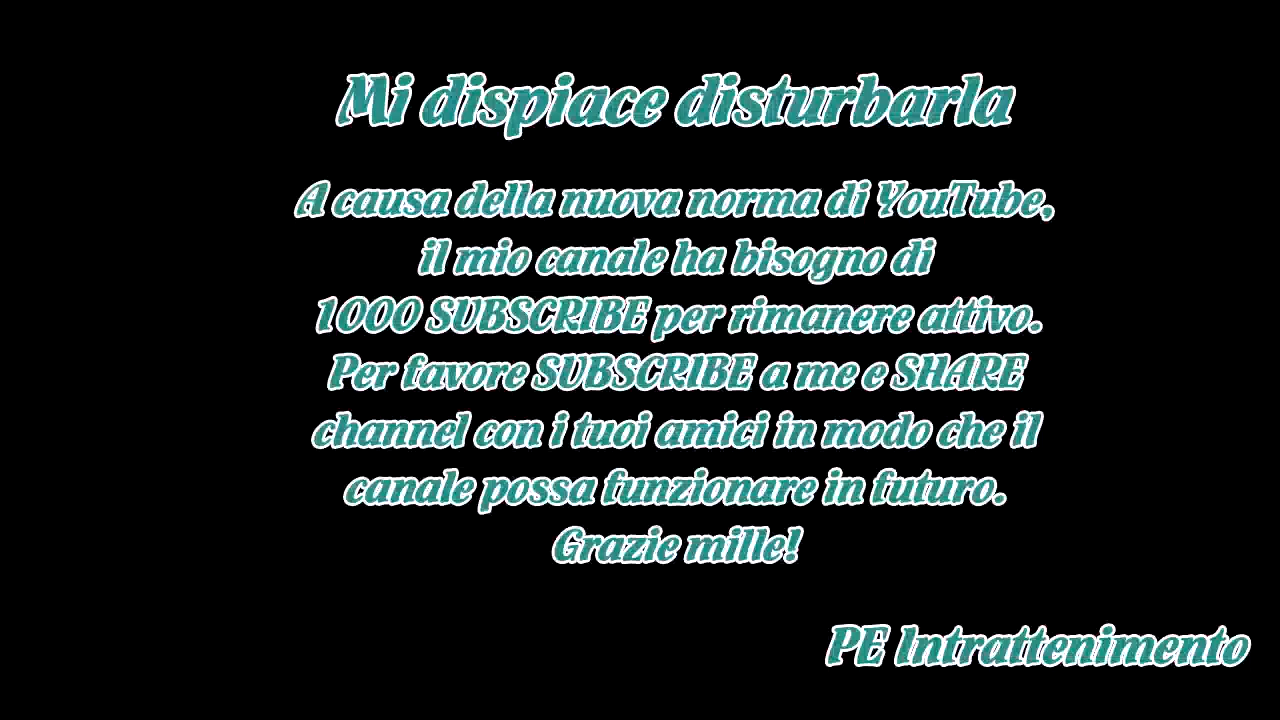 Mi dispiace disturbarla
A causa della nuova norma di YouTube,
il mio canale ha bisogno di
1000 SUBSCRIBE per rimanere attivo.
Per favore SUBSCRIBE a me e SHARE
channel con i tuoi amici in modo che il
canale possa funzionare in futuro.
Grazie mille!
PE Intrattenimento